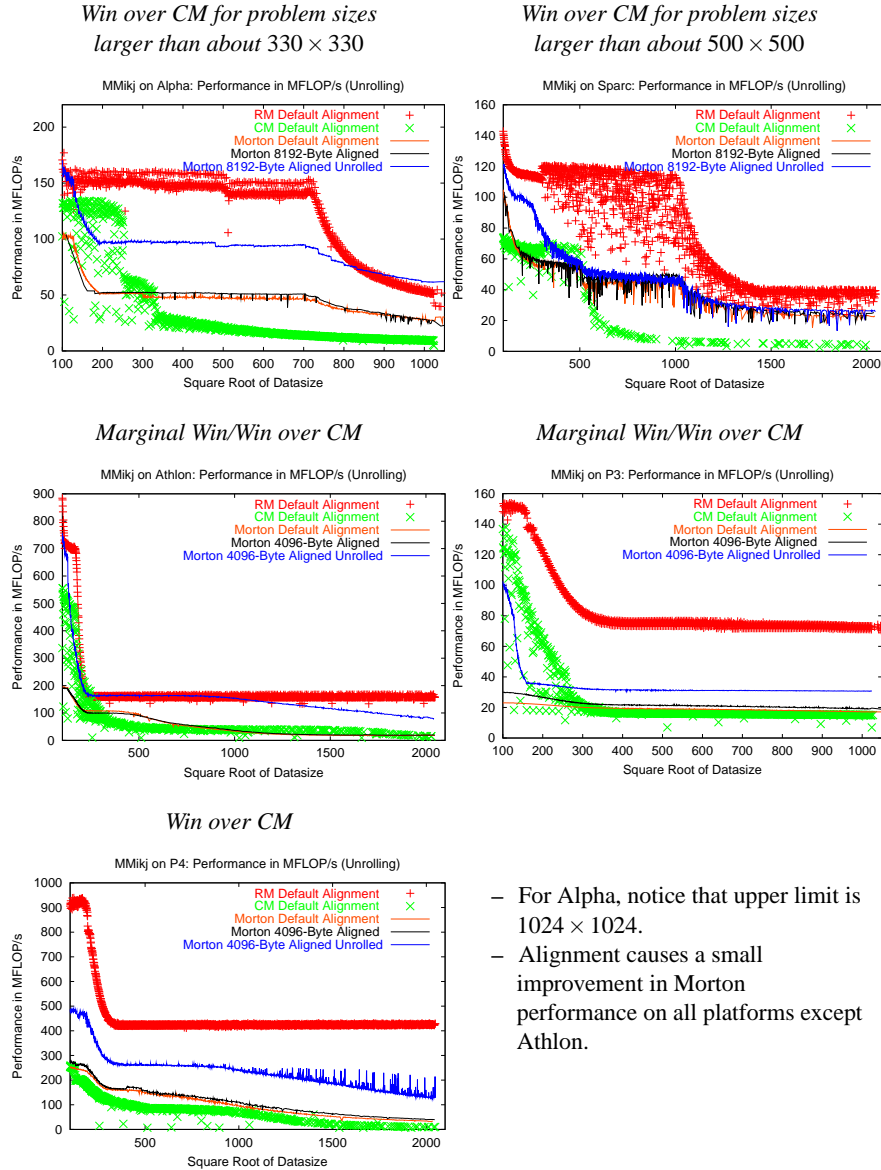 Win over CM for problem sizes
larger than about 330 × 330
MMikj on Alpha: Performance in MFLOP/s (Unrolling)
RM Default Alignment
CM Default Alignment
Morton Default Alignment
Morton 8192-Byte Aligned
Morton 8192-Byte Aligned Unrolled
Performance in MFLOP/s
220
200
150
100
50
0
100 200 300 400 500 600 700 800 900 1000
Square Root of Datasize
Win over CM for problem sizes
larger than about 500 × 500
MMikj on Sparc: Performance in MFLOP/s (Unrolling)
RM Default Alignment
CM Default Alignment
Morton Default Alignment
Morton 8192-Byte Aligned
Morton 8192-Byte Aligned Unrolled
Performance in MFLOP/s
160
140
120
100
80
60
40
20
0
500 1000 1500 2000
Square Root of Datasize
Marginal Win/Win over CM
MMikj on Athlon: Performance in MFLOP/s (Unrolling)
RM Default Alignment
CM Default Alignment
Morton Default Alignment
Morton 4096-Byte Aligned
Morton 4096-Byte Aligned Unrolled
Performance in MFLOP/s
900
800
700
600
500
400
300
200
100
0
500 1000 1500 2000
Square Root of Datasize
Marginal Win/Win over CM
MMikj on P3: Performance in MFLOP/s (Unrolling)
RM Default Alignment
CM Default Alignment
Morton Default Alignment
Morton 4096-Byte Aligned
Morton 4096-Byte Aligned Unrolled
Performance in MFLOP/s
160
140
120
100
80
60
40
20
0
100 200 300 400 500 600 700 800 900 1000
Square Root of Datasize
Win over CM
MMikj on P4: Performance in MFLOP/s (Unrolling)
RM Default Alignment
CM Default Alignment
Morton Default Alignment
Morton 4096-Byte Aligned
Morton 4096-Byte Aligned Unrolled
Performance in MFLOP/s
1000
900
800
700
600
500
400
300
200
100
0
500 1000 1500 2000
Square Root of Datasize
– For Alpha, notice that upper limit is
1024 × 1024.
– Alignment causes a small
improvement in Morton
performance on all platforms except
Athlon.